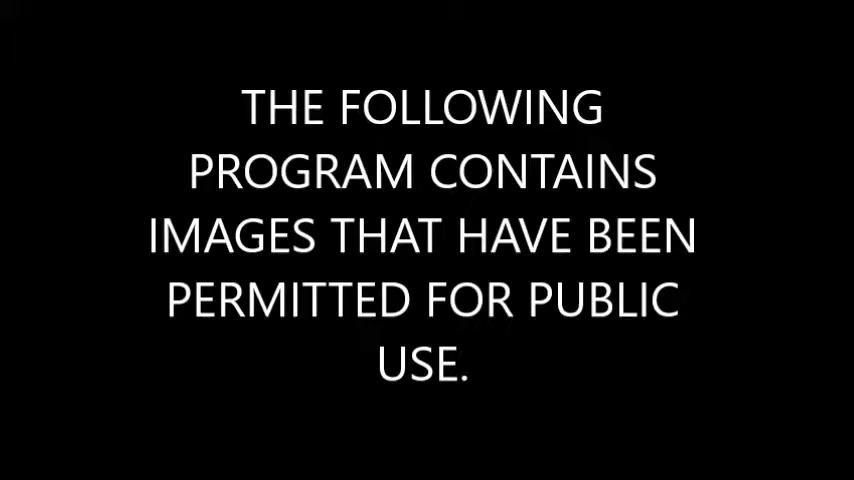 THE FOLLOWING
PROGRAM CONTAINS
IMAGES THAT HAVE BEEN
PERMITTED FOR PUBLIC
USE.